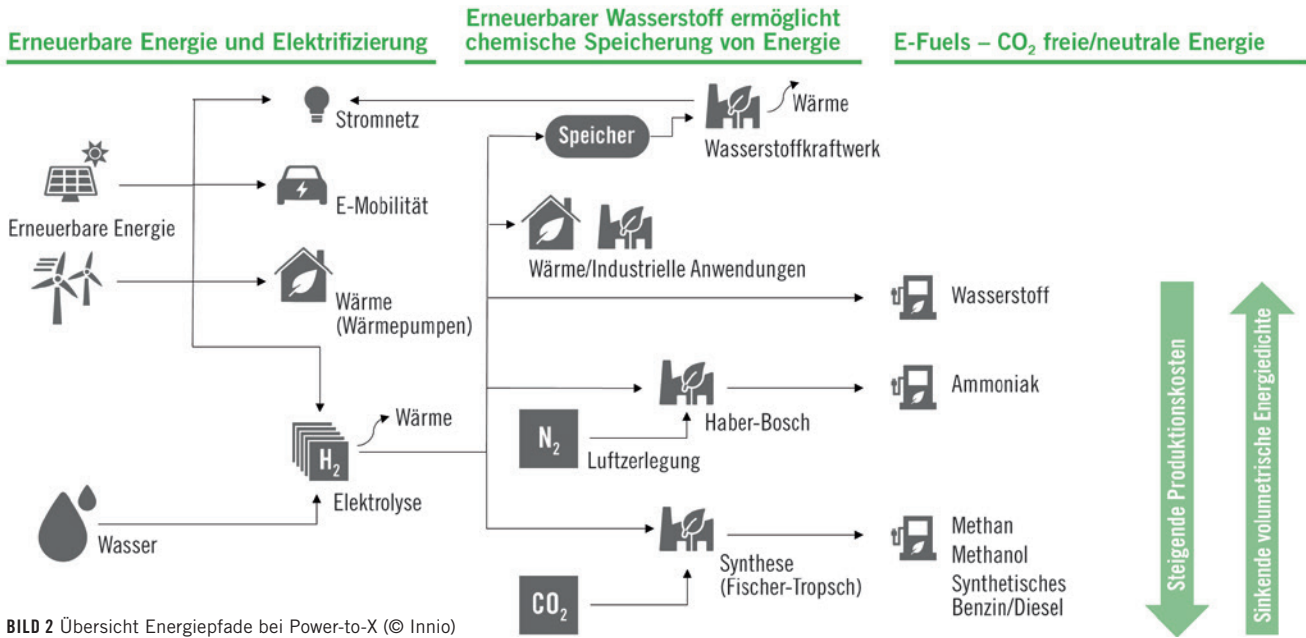 Erneuerbare Energie und Elektrifizierung
Erneuerbarer Wasserstoff ermöglicht
chemische Speicherung von Energie
E-Fuels – CO₂ freie/neutrale Energie
Stromnetz
Speicher
Wärme
Wasserstoffkraftwerk
Erneuerbare Energie
E-Mobilität
Wärme
(Wärmepumpen)
Wärme/Industrielle Anwendungen
Wasserstoff
Wärme
H₂
Elektrolyse
N₂
Luftzerlegung
Haber-Bosch
Ammoniak
Wasser
CO₂
Synthese
(Fischer-Tropsch)
Methan
Methanol
Synthetisches
Benzin/Diesel
Steigende Produktionskosten
Sinkende volumetrische Energiedichte
BILD 2 Übersicht Energiepfade bei Power-to-X (© Innio)